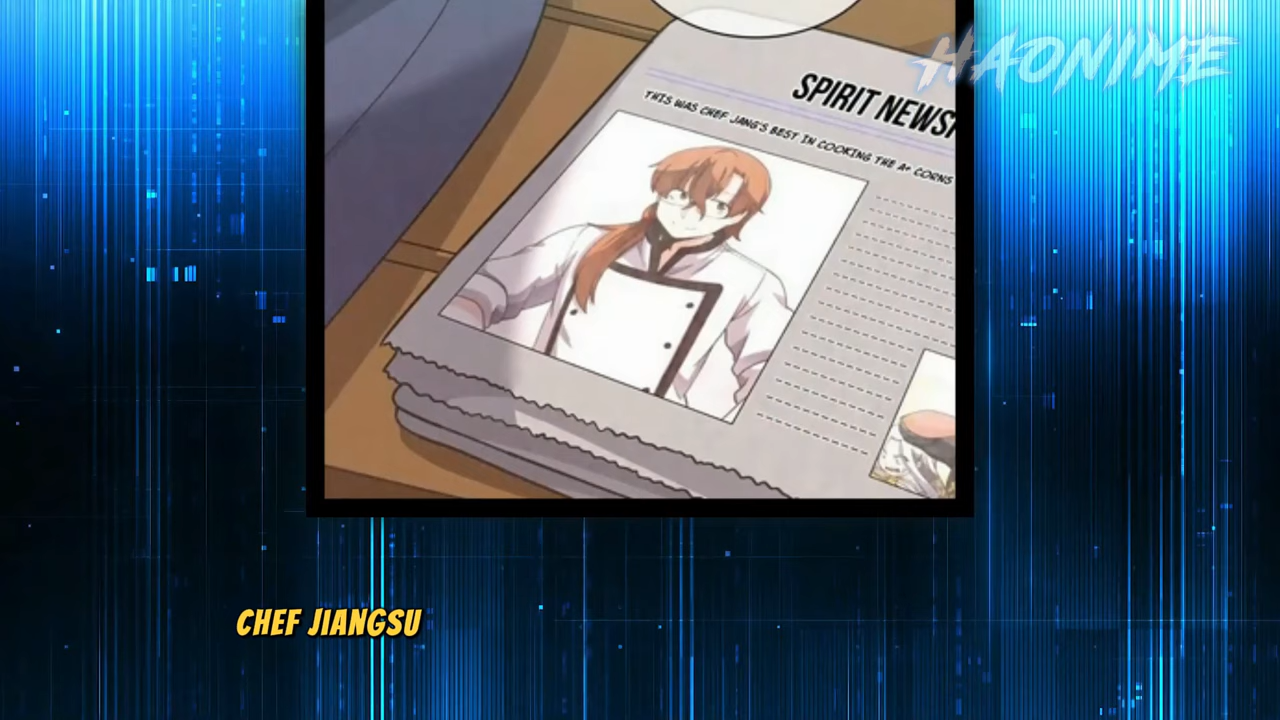 HAONIME
SPIRIT NEWS
THIS WAS CHEF JANG'S BEST IN COOKING THE A+ CORNS
CHEF JIANGSU